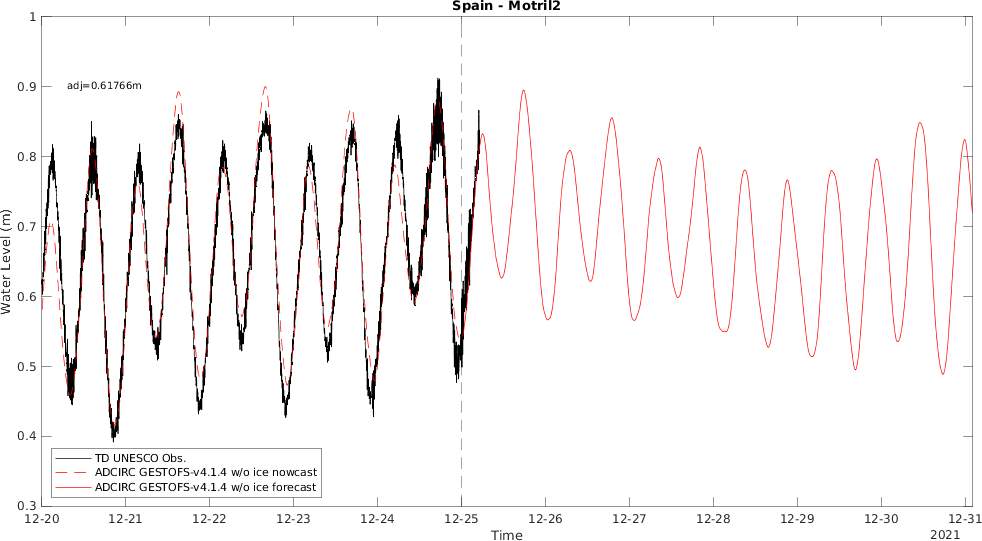 Spain - Motril2
adj=0.61766m
Water Level (m)
1
0.9
0.8
0.7
0.6
0.5
0.4
0.3
TD UNESCO Obs.
ADCIRC GESTOFS-v4.1.4 w/o ice nowcast
ADCIRC GESTOFS-v4.1.4 w/o ice forecast
12-20 12-21 12-22 12-23 12-24 12-25 12-26 12-27 12-28 12-29 12-30 12-31
Time
2021